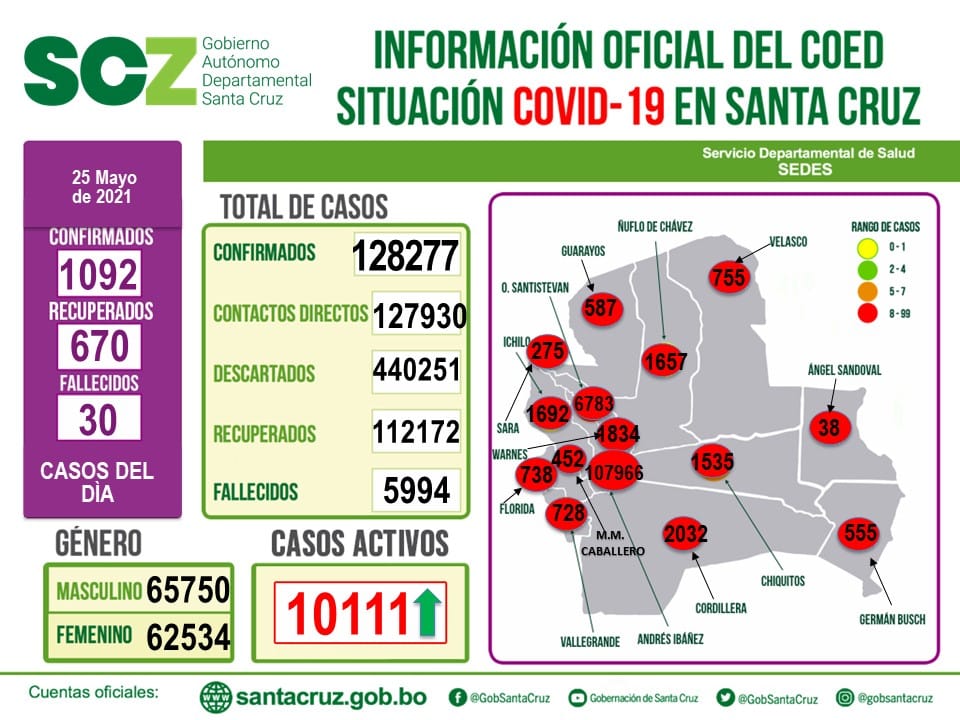 SCZ
Gobierno
Autónomo
Departamental
Santa Cruz
INFORMACIÓN OFICIAL DEL COED
SITUACIÓN COVID-19 EN SANTA CRUZ
Servicio Departamental de Salud
SEDES
25 Mayo
de 2021
CONFIRMADOS
1092
RECUPERADOS
670
FALLECIDOS
30
CASOS DEL
DÌA
TOTAL DE CASOS
CONFIRMADOS 128277
CONTACTOS DIRECTOS 127930
DESCARTADOS 440251
RECUPERADOS 112172
FALLECIDOS 5994
GÉNERO
MASCULINO 65750
FEMENINO 62534
CASOS ACTIVOS
10111
RANGO DE CASOS
0 - 1
2 - 4
5 - 7
8 - 99
ÑUFLO DE CHÁVEZ
VELASCO
GUARAYOS
755
O. SANTISTEVAN
587
ICHILO
275
1657
ÁNGEL SANDOVAL
6783
1692
SARA
1834
38
WARNES
452
1535
738
107966
FLORIDA
728
M.M.
CABALLERO
2032
555
CHIQUITOS
CORDILLERA
GERMÁN BUSCH
VALLEGRANDE
ANDRÉS IBÁÑEZ
Cuentas oficiales:
santacruz.gob.bo
@GobSantaCruz
Gobernación de Santa Cruz
@GobSantaCruz
@gobsantacruz